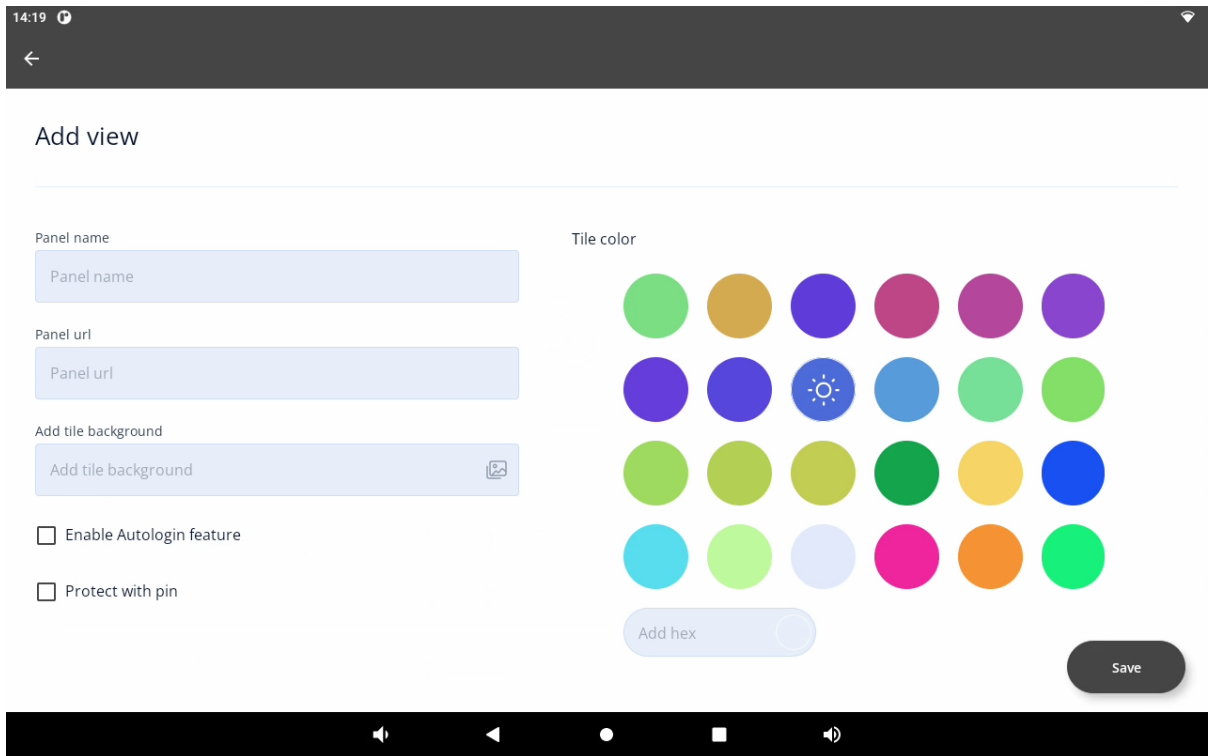 14:19
Add view
Panel name
Panel name
Panel url
Panel url
Add tile background
Add tile background
Enable Autologin feature
Protect with pin
Tile color
Add hex
Save